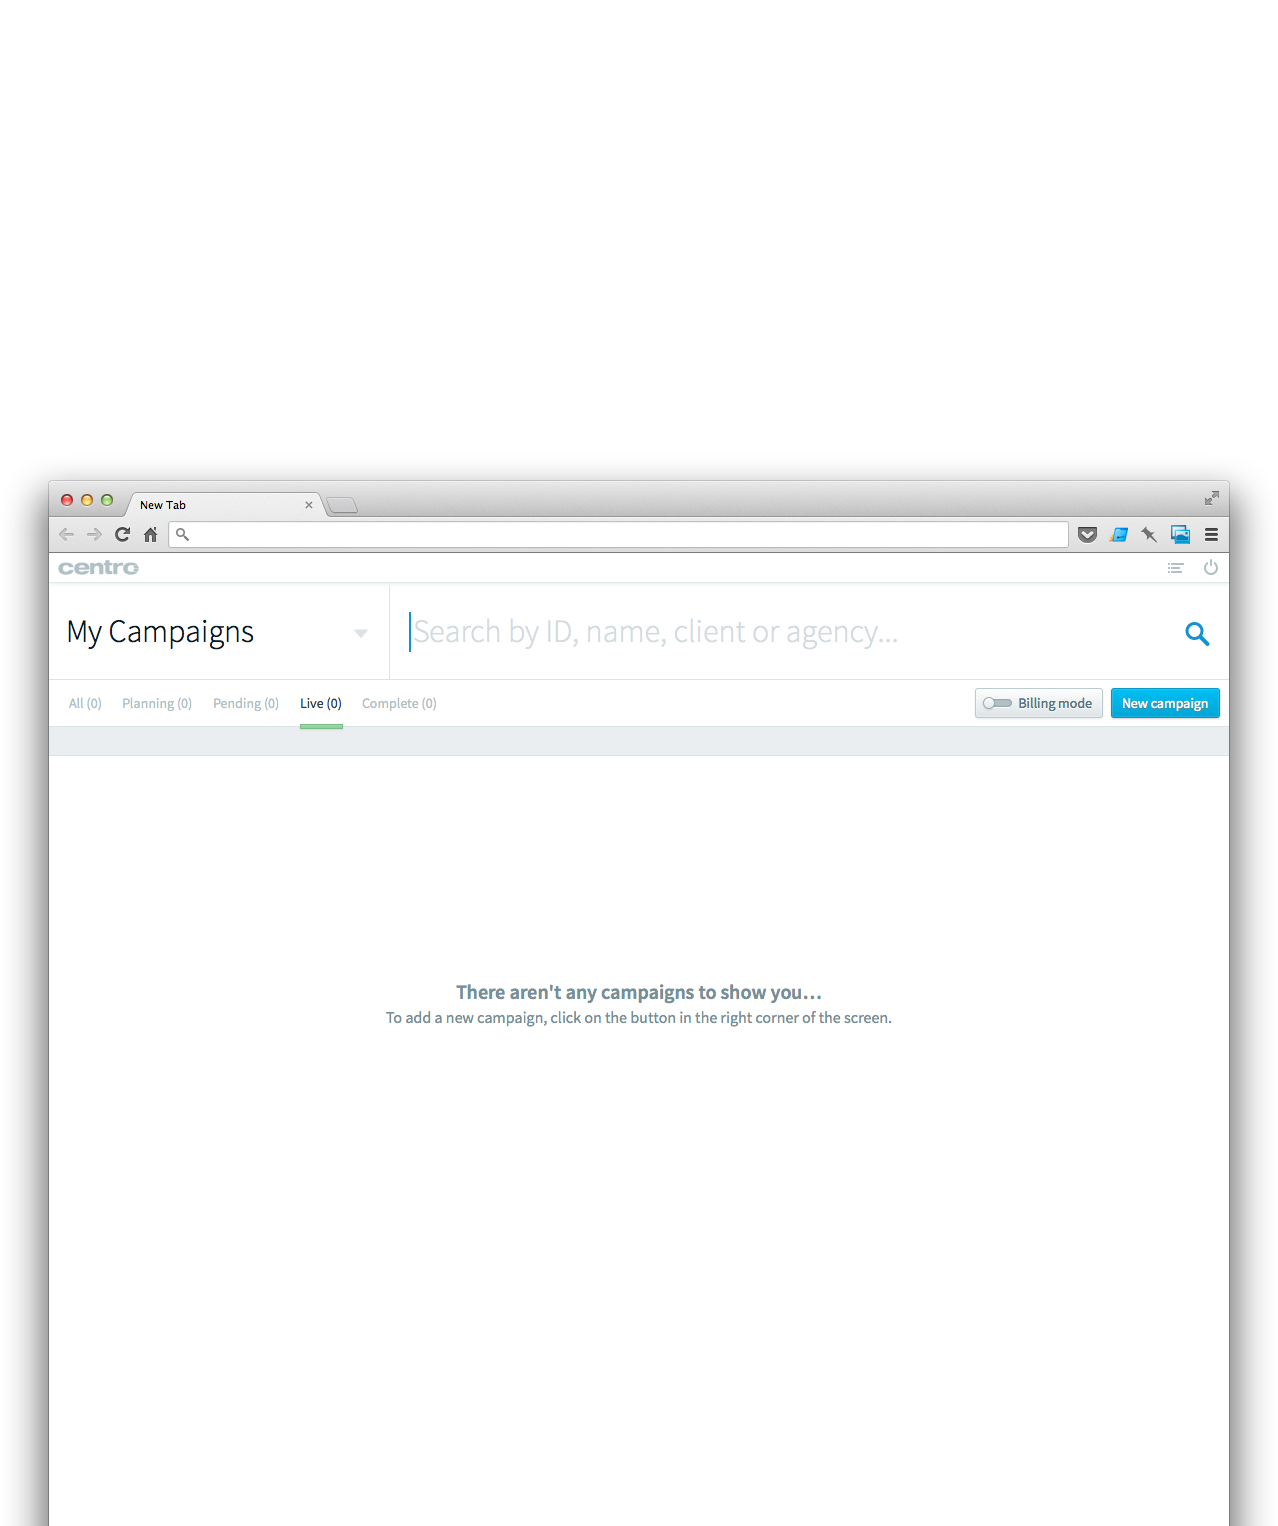 New Tab
centro
My Campaigns
Search by ID, name, client or agency...
All (0) Planning (0) Pending (0) Live (0) Complete (0) Billing mode New campaign
There aren't any campaigns to show you...
To add a new campaign, click on the button in the right corner of the screen.